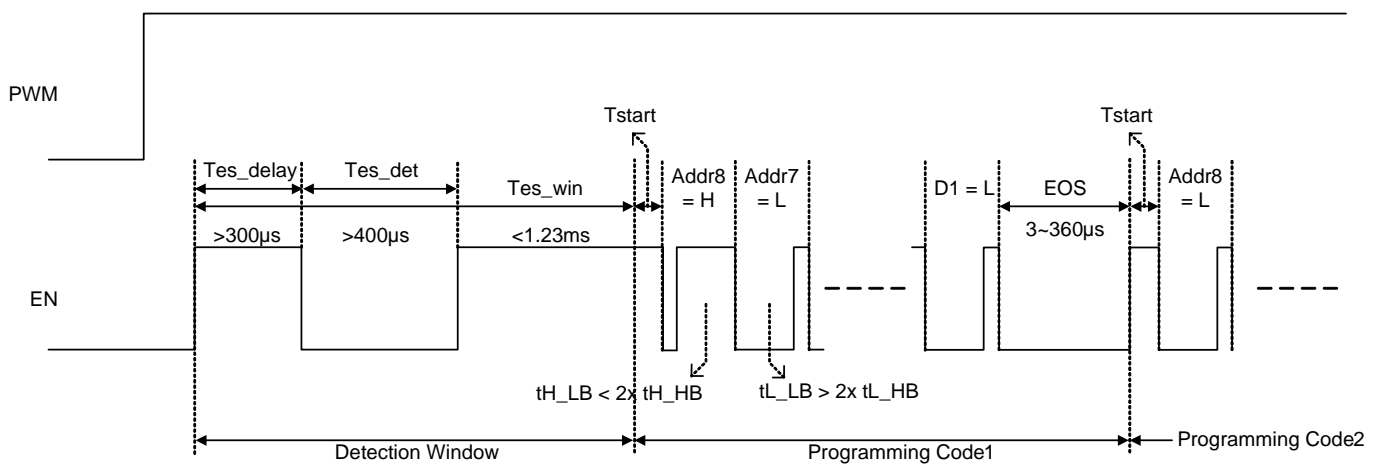 PWM
Tstart
Tstart
Tes_delay
Tes_det
Tes_win
Addr8
= H
Addr7
= L
D1 = L
EOS
Addr8
= L
>300µs
>400µs
<1.23ms
3~360µs
EN
tH_LB < 2x tH_HB
tL_LB > 2x tL_HB
Detection Window
Programming Code1
Programming Code2